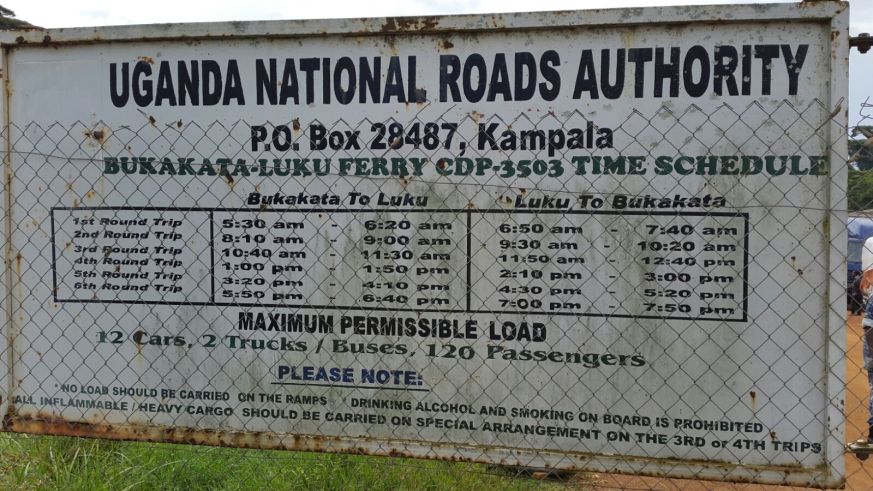 UGANDA NATIONAL ROADS AUTHORITY
P.O. Box 28487, Kampala
BUKAKATA-LUKU FERRY CDP-3503 TIME SCHEDULE
Bukakata To Luku Luku To Bukakata
1st Round Trip 5:30 am - 6:20 am 6:50 am - 7:40 am
2nd Round Trip 8:10 am - 9:00 am 9:30 am - 10:20 am
3rd Round Trip 10:40 am - 11:30 am 11:50 am - 12:40 pm
4th Round Trip 1:00 pm - 1:50 pm 2:10 pm - 3:00 pm
5th Round Trip 3:20 pm - 4:10 pm 4:30 pm - 5:20 pm
6th Round Trip 5:50 pm - 6:40 pm 7:00 pm - 7:50 pm
MAXIMUM PERMISSIBLE LOAD
12 Cars, 2 Trucks / Buses, 120 Passengers
PLEASE NOTE:
* NO LOAD SHOULD BE CARRIED ON THE RAMPS DRINKING ALCOHOL AND SMOKING ON BOARD IS PROHIBITED
ALL INFLAMMABLE / HEAVY CARGO SHOULD BE CARRIED ON SPECIAL ARRANGEMENT ON THE 3RD or 4TH TRIPS